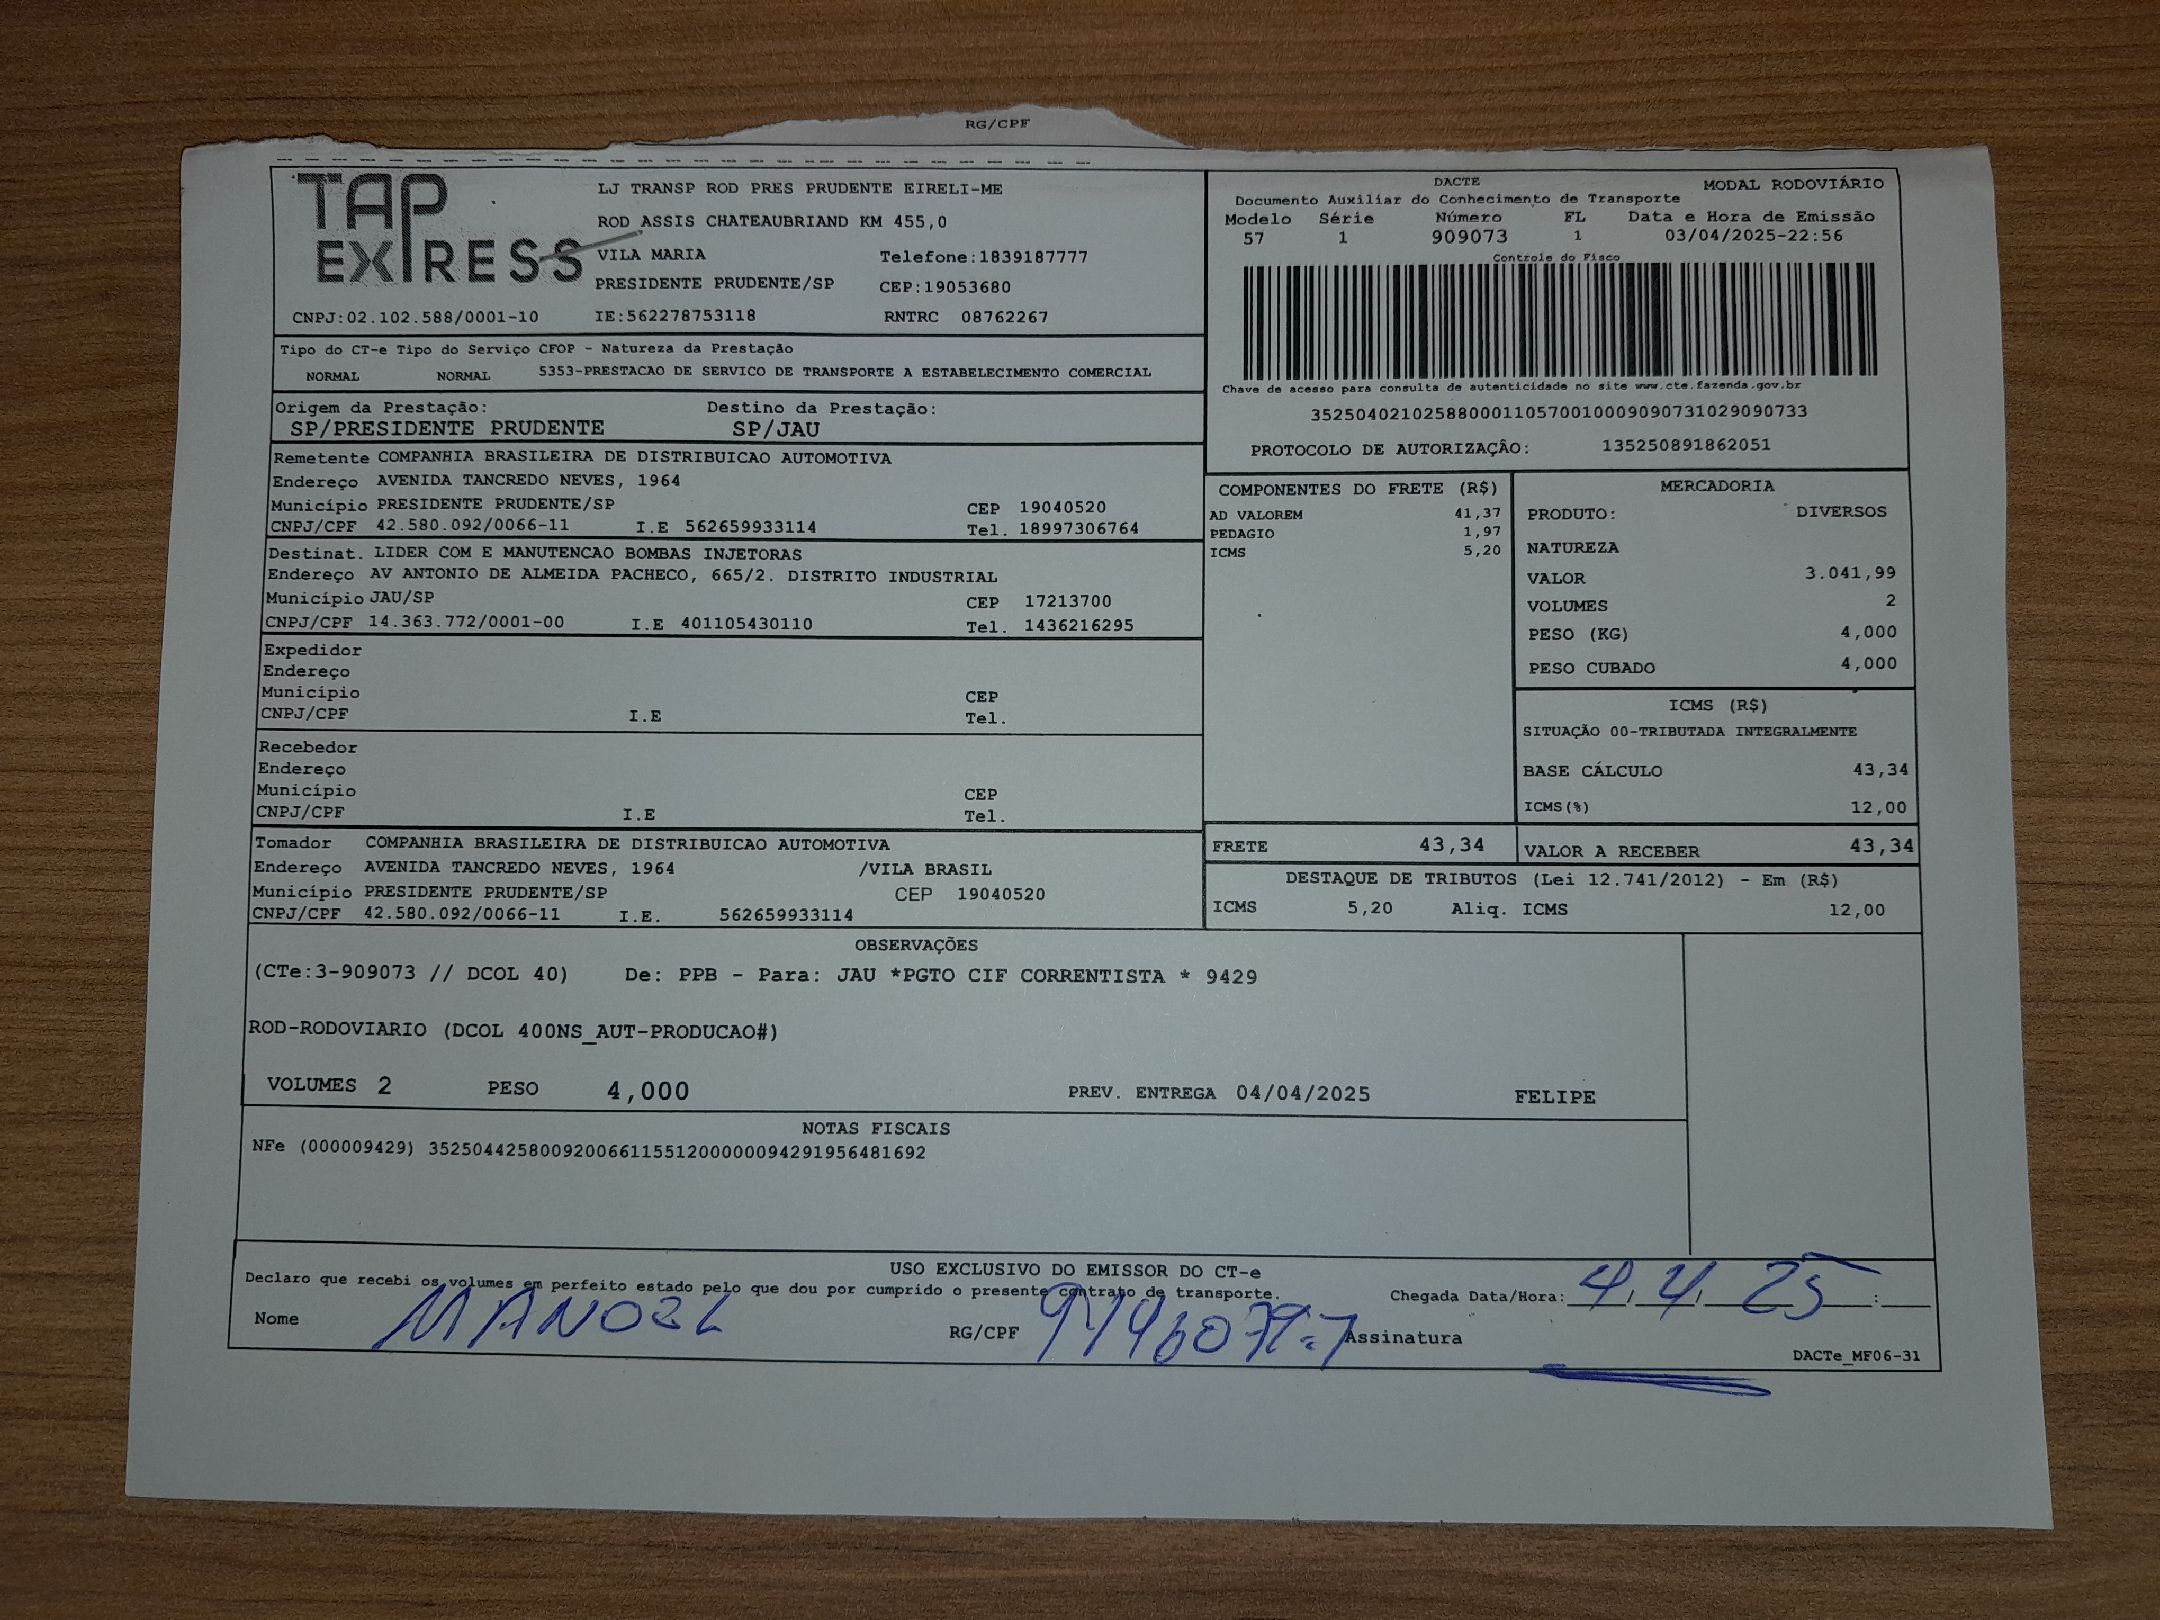 RG/CPF
TAP EXPRESS
LJ TRANSP ROD PRES PRUDENTE EIRELI-ME
ROD ASSIS CHATEAUBRIAND KM 455,0
VILA MARIA Telefone:1839187777
PRESIDENTE PRUDENTE/SP CEP:19053680
CNPJ:02.102.588/0001-10 IE:562278753118 RNTRC 08762267
DACTE MODAL RODOVIÁRIO
Documento Auxiliar do Conhecimento de Transporte
Modelo Série Número FL Data e Hora de Emissão
57 1 909073 1 03/04/2025-22:56
Controle do Fisco
Chave de acesso para consulta de autenticidade no site www.cte.fazenda.gov.br
35250402102588000110570010009090731029090733
PROTOCOLO DE AUTORIZAÇÃO: 135250891862051
Tipo do CT-e Tipo do Serviço CFOP - Natureza da Prestação
NORMAL NORMAL 5353-PRESTACAO DE SERVICO DE TRANSPORTE A ESTABELECIMENTO COMERCIAL
Origem da Prestação: Destino da Prestação:
SP/PRESIDENTE PRUDENTE SP/JAU
Remetente COMPANHIA BRASILEIRA DE DISTRIBUICAO AUTOMOTIVA
Endereço AVENIDA TANCREDO NEVES, 1964
Município PRESIDENTE PRUDENTE/SP CEP 19040520
CNPJ/CPF 42.580.092/0066-11 I.E 562659933114 Tel. 18997306764
Destinat. LIDER COM E MANUTENCAO BOMBAS INJETORAS
Endereço AV ANTONIO DE ALMEIDA PACHECO, 665/2. DISTRITO INDUSTRIAL
Município JAU/SP CEP 17213700
CNPJ/CPF 14.363.772/0001-00 I.E 401105430110 Tel. 1436216295
Expedidor
Endereço
Município CEP
CNPJ/CPF I.E Tel.
Recebedor
Endereço
Município CEP
CNPJ/CPF I.E Tel.
Tomador COMPANHIA BRASILEIRA DE DISTRIBUICAO AUTOMOTIVA
Endereço AVENIDA TANCREDO NEVES, 1964 /VILA BRASIL
Município PRESIDENTE PRUDENTE/SP CEP 19040520
CNPJ/CPF 42.580.092/0066-11 I.E. 562659933114
COMPONENTES DO FRETE (R$)
AD VALOREM 41,37
PEDAGIO 1,97
ICMS 5,20
MERCADORIA
PRODUTO: DIVERSOS
NATUREZA
VALOR 3.041,99
VOLUMES 2
PESO (KG) 4,000
PESO CUBADO 4,000
ICMS (R$)
SITUAÇÃO 00-TRIBUTADA INTEGRALMENTE
BASE CÁLCULO 43,34
ICMS(%) 12,00
FRETE 43,34 VALOR A RECEBER 43,34
DESTAQUE DE TRIBUTOS (Lei 12.741/2012) - Em (R$)
ICMS 5,20 Aliq. ICMS 12,00
OBSERVAÇÕES
(CTe:3-909073 // DCOL 40) De: PPB - Para: JAU *PGTO CIF CORRENTISTA * 9429
ROD-RODOVIARIO (DCOL 400NS_AUT-PRODUCAO#)
VOLUMES 2 PESO 4,000 PREV. ENTREGA 04/04/2025 FELIPE
NOTAS FISCAIS
NFe (000009429) 35250442580092006611551200000094291956481692
USO EXCLUSIVO DO EMISSOR DO CT-e
Declaro que recebi os volumes em perfeito estado pelo que dou por cumprido o presente contrato de transporte. Chegada Data/Hora: 4/4/25 :
Nome MANOEL RG/CPF Assinatura
DACTe_MF06-31